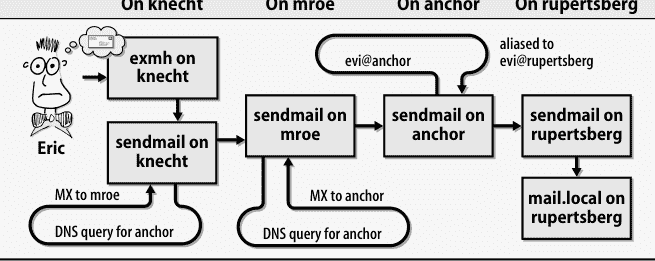 On knecht
On mroe
On anchor
On rupertsberg
exmh on
knecht
Eric
sendmail on
knecht
MX to mroe
DNS query for anchor
sendmail on
mroe
MX to anchor
DNS query for anchor
evi@anchor
aliased to
evi@rupertsberg
sendmail on
anchor
sendmail on
rupertsberg
mail.local on
rupertsberg